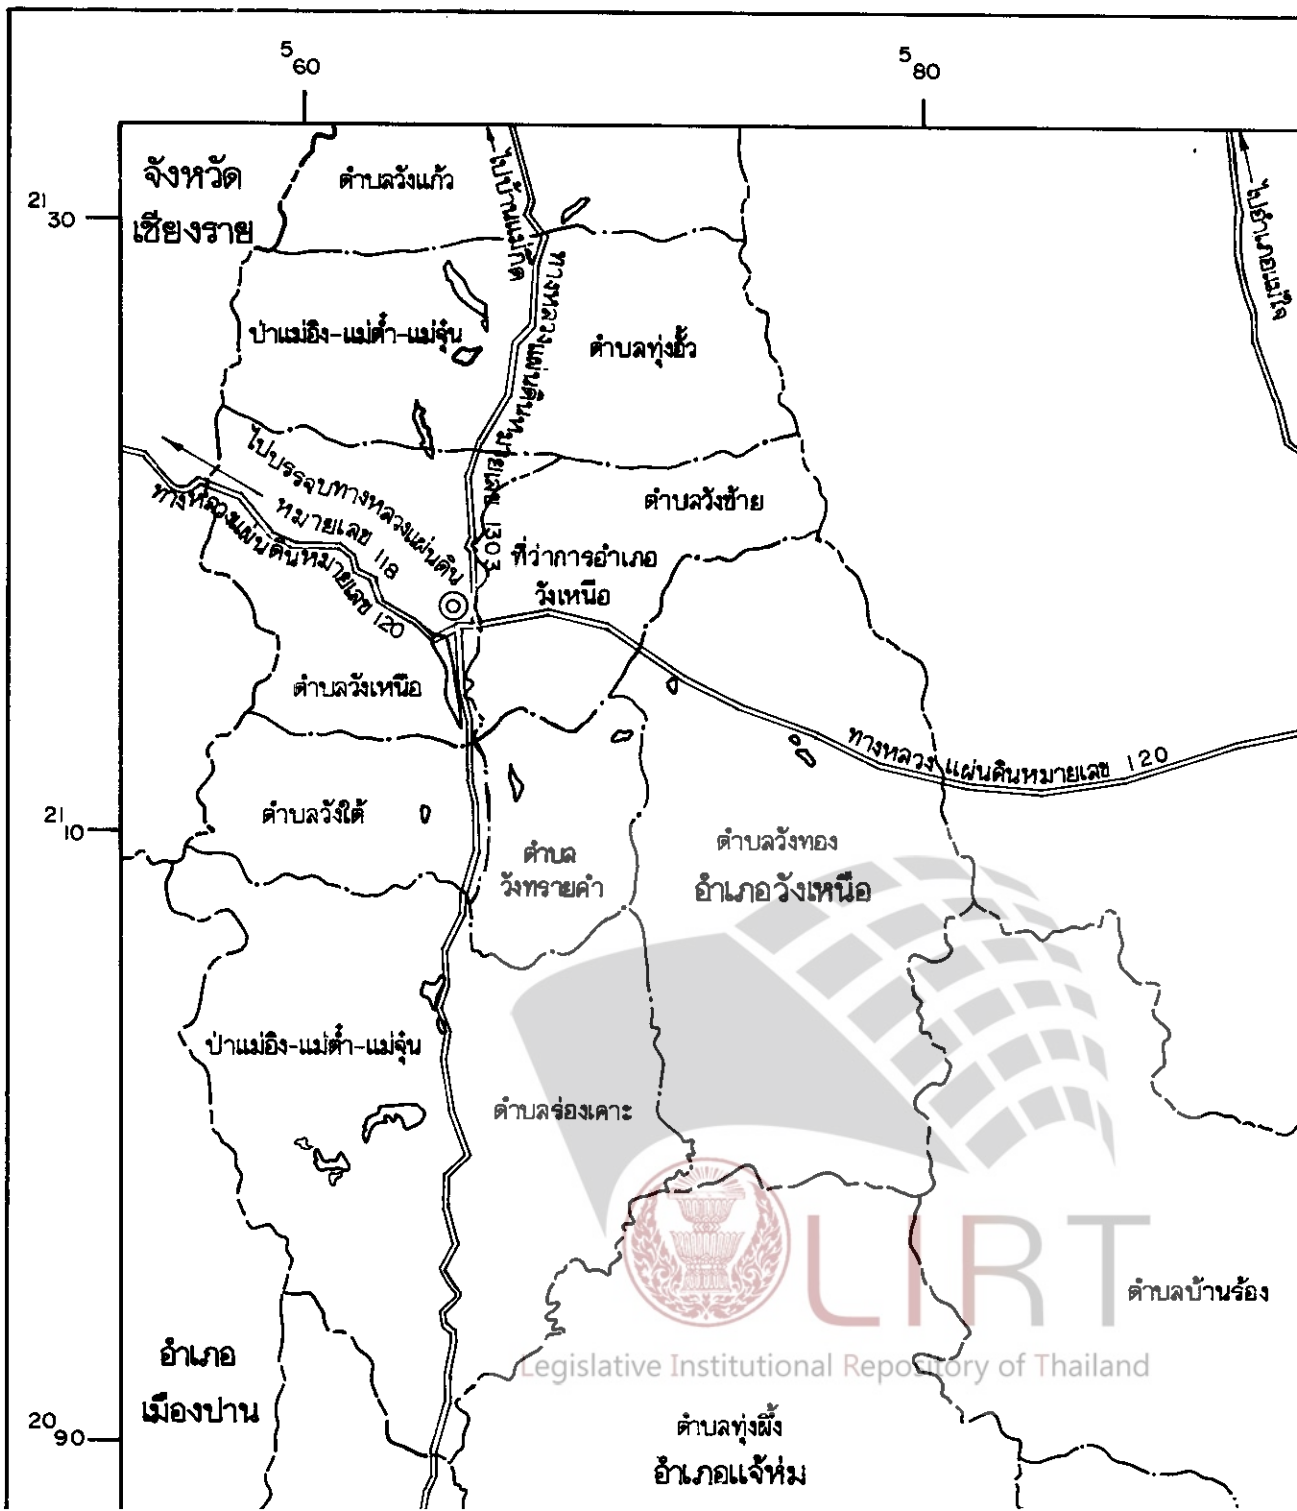 5 60
5 80
21 30
21 10
20 90
จังหวัด
เชียงราย
ตำบลวังแก้ว
ไปบ้านแม่กิด
ไปอำเภอแม่ใจ
ป่าแม่อิง-แม่ต๋ำ-แม่จุ๋น
ตำบลทุ่งฮั้ว
ทางหลวงแผ่นดินหมายเลข 1303
ไปบรรจบทางหลวงแผ่นดิน
หมายเลข 118
ทางหลวงแผ่นดินหมายเลข 120
ตำบลวังซ้าย
ที่ว่าการอำเภอ
วังเหนือ
ตำบลวังเหนือ
ทางหลวง แผ่นดินหมายเลข 120
ตำบลวังใต้
ตำบล
วังทรายคำ
ตำบลวังทอง
อำเภอวังเหนือ
ป่าแม่อิง-แม่ต๋ำ-แม่จุ๋น
ตำบลร่องเคาะ
LIRT
Legislative Institutional Repository of Thailand
ตำบลบ้านร้อง
อำเภอ
เมืองปาน
ตำบลทุ่งผึ้ง
อำเภอแจ้ห่ม